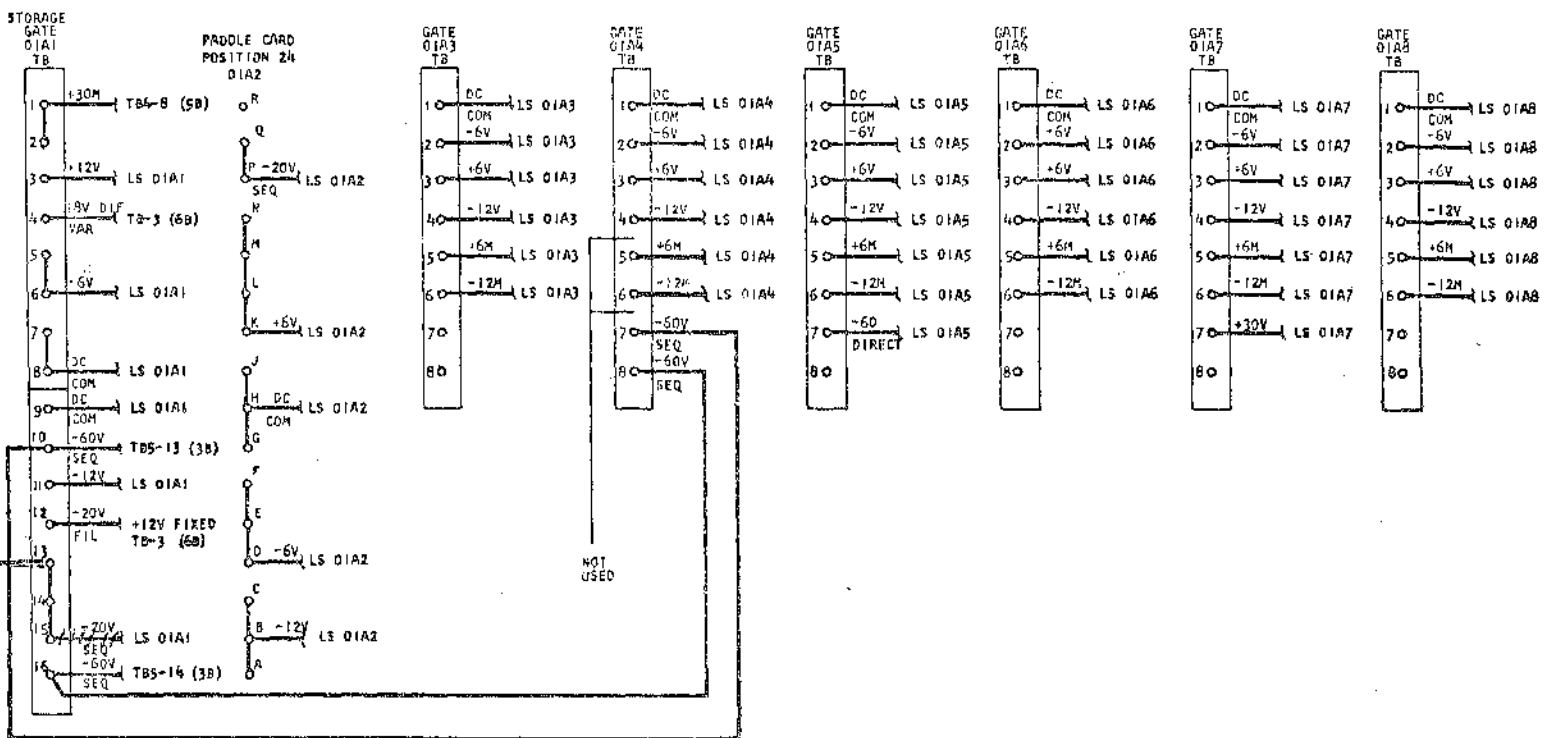 STORAGE
GATE
01A1
TB
1 +30M TB4-8 (5B)
2
3 +12V LS 01A1
4 18V DIF VAR TB-3 (6B)
5
6 -6V LS 01A1
7
8 DC COM LS 01A1
9 DC COM LS 01A1
10 -60V SEQ TB5-13 (3B)
11 -12V LS 01A1
12 -20V FIL +12V FIXED
TB-3 (6B)
13
14
15 -20V SEQ LS 01A1
16 -60V SEQ TB5-14 (3B)
PADDLE CARD
POSITION 24
01A2
R
Q
P -20V SEQ LS 01A2
N
M
L
K +6V LS 01A2
J
H DC COM LS 01A2
G
F
E
D -6V LS 01A2
C
B -12V LS 01A2
A
GATE
01A3
TB
1 DC COM LS 01A3
2 -6V LS 01A3
3 +6V LS 01A3
4 -12V LS 01A3
5 +6M LS 01A3
6 -12M LS 01A3
7
8
GATE
01A4
TB
1 DC COM LS 01A4
2 -6V LS 01A4
3 +6V LS 01A4
4 -12V LS 01A4
5 +6M LS 01A4
6 -12M LS 01A4
7 -60V SEQ
8 -60V SEQ
NOT
USED
GATE
01A5
TB
1 DC COM LS 01A5
2 -6V LS 01A5
3 +6V LS 01A5
4 -12V LS 01A5
5 +6M LS 01A5
6 -12M LS 01A5
7 -60 DIRECT LS 01A5
8
GATE
01A6
TB
1 DC COM LS 01A6
2 -6V LS 01A6
3 +6V LS 01A6
4 -12V LS 01A6
5 +6M LS 01A6
6 -12M LS 01A6
7
8
GATE
01A7
TB
1 DC COM LS 01A7
2 -6V LS 01A7
3 +6V LS 01A7
4 -12V LS 01A7
5 +6M LS 01A7
6 -12M LS 01A7
7 +30V LS 01A7
8
GATE
01A8
TB
1 DC COM LS 01A8
2 -6V LS 01A8
3 +6V LS 01A8
4 -12V LS 01A8
5 +6M LS 01A8
6 -12M LS 01A8
7
8